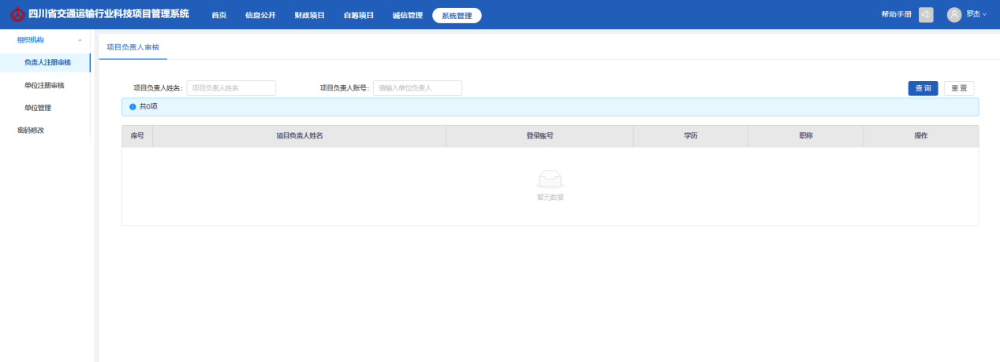 四川省交通运输行业科技项目管理系统 首页 信息公开 财政项目 自筹项目 诚信管理 系统管理 帮助手册 罗杰
组织机构
负责人注册审核
单位注册审核
单位管理
密码修改
项目负责人审核
项目负责人姓名: 项目负责人姓名 项目负责人账号: 请输入单位负责人 查询 重置
共0项
序号 项目负责人姓名 登录账号 学历 职称 操作
暂无数据